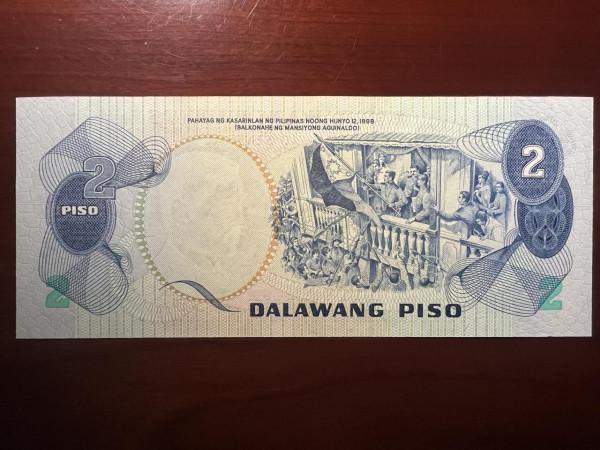 PAHAYAG NG KASARINLAN NG PILIPINAS NOONG HUNYO 12, 1898
(BALKONAHE NG MANSIYONG AGUINALDO)
2
PISO
2
2
2
DALAWANG PISO